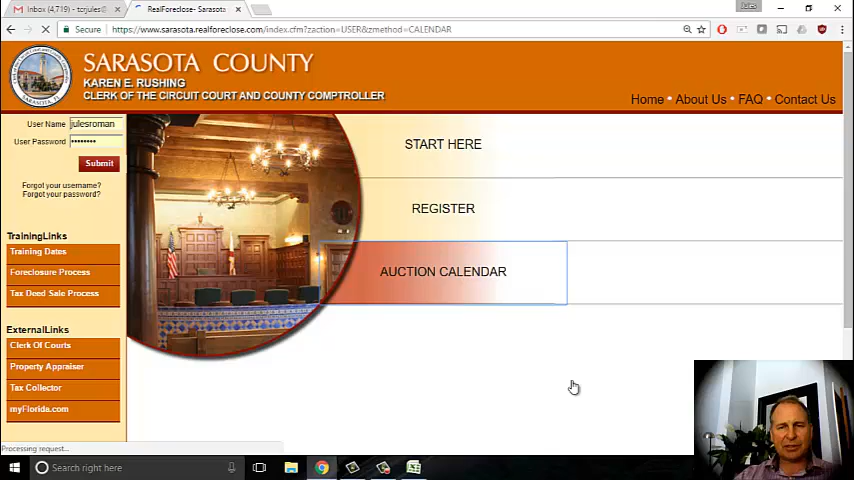 Jules
Inbox (4,719) - tcrjules@
RealForeclose- Sarasota
Secure
https://www.sarasota.realforeclose.com/index.cfm?zaction=USER&zmethod=CALENDAR
SARASOTA COUNTY
KAREN E. RUSHING
CLERK OF THE CIRCUIT COURT AND COUNTY COMPTROLLER
Home • About Us • FAQ • Contact Us
User Name julesroman
User Password ••••••••
Submit
Forgot your username?
Forgot your password?
START HERE
REGISTER
AUCTION CALENDAR
TrainingLinks
Training Dates
Foreclosure Process
Tax Deed Sale Process
ExternalLinks
Clerk Of Courts
Property Appraiser
Tax Collector
myFlorida.com
Processing request...
Search right here